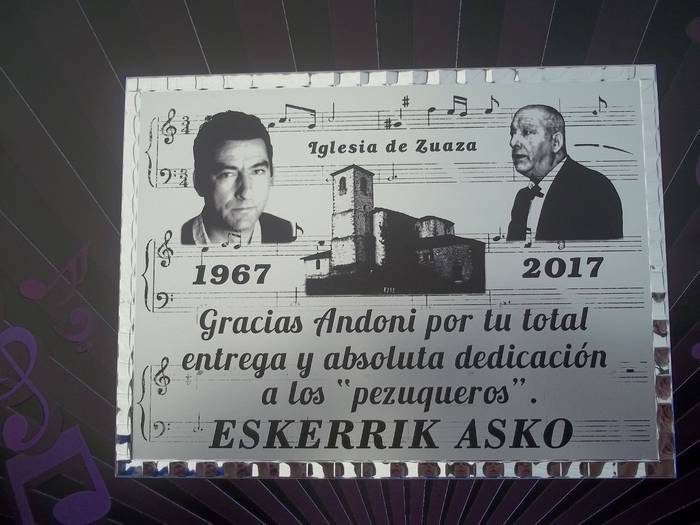 Iglesia de Zuaza
1967
2017
Gracias Andoni por tu total
entrega y absoluta dedicación
a los "pezuqueros".
ESKERRIK ASKO